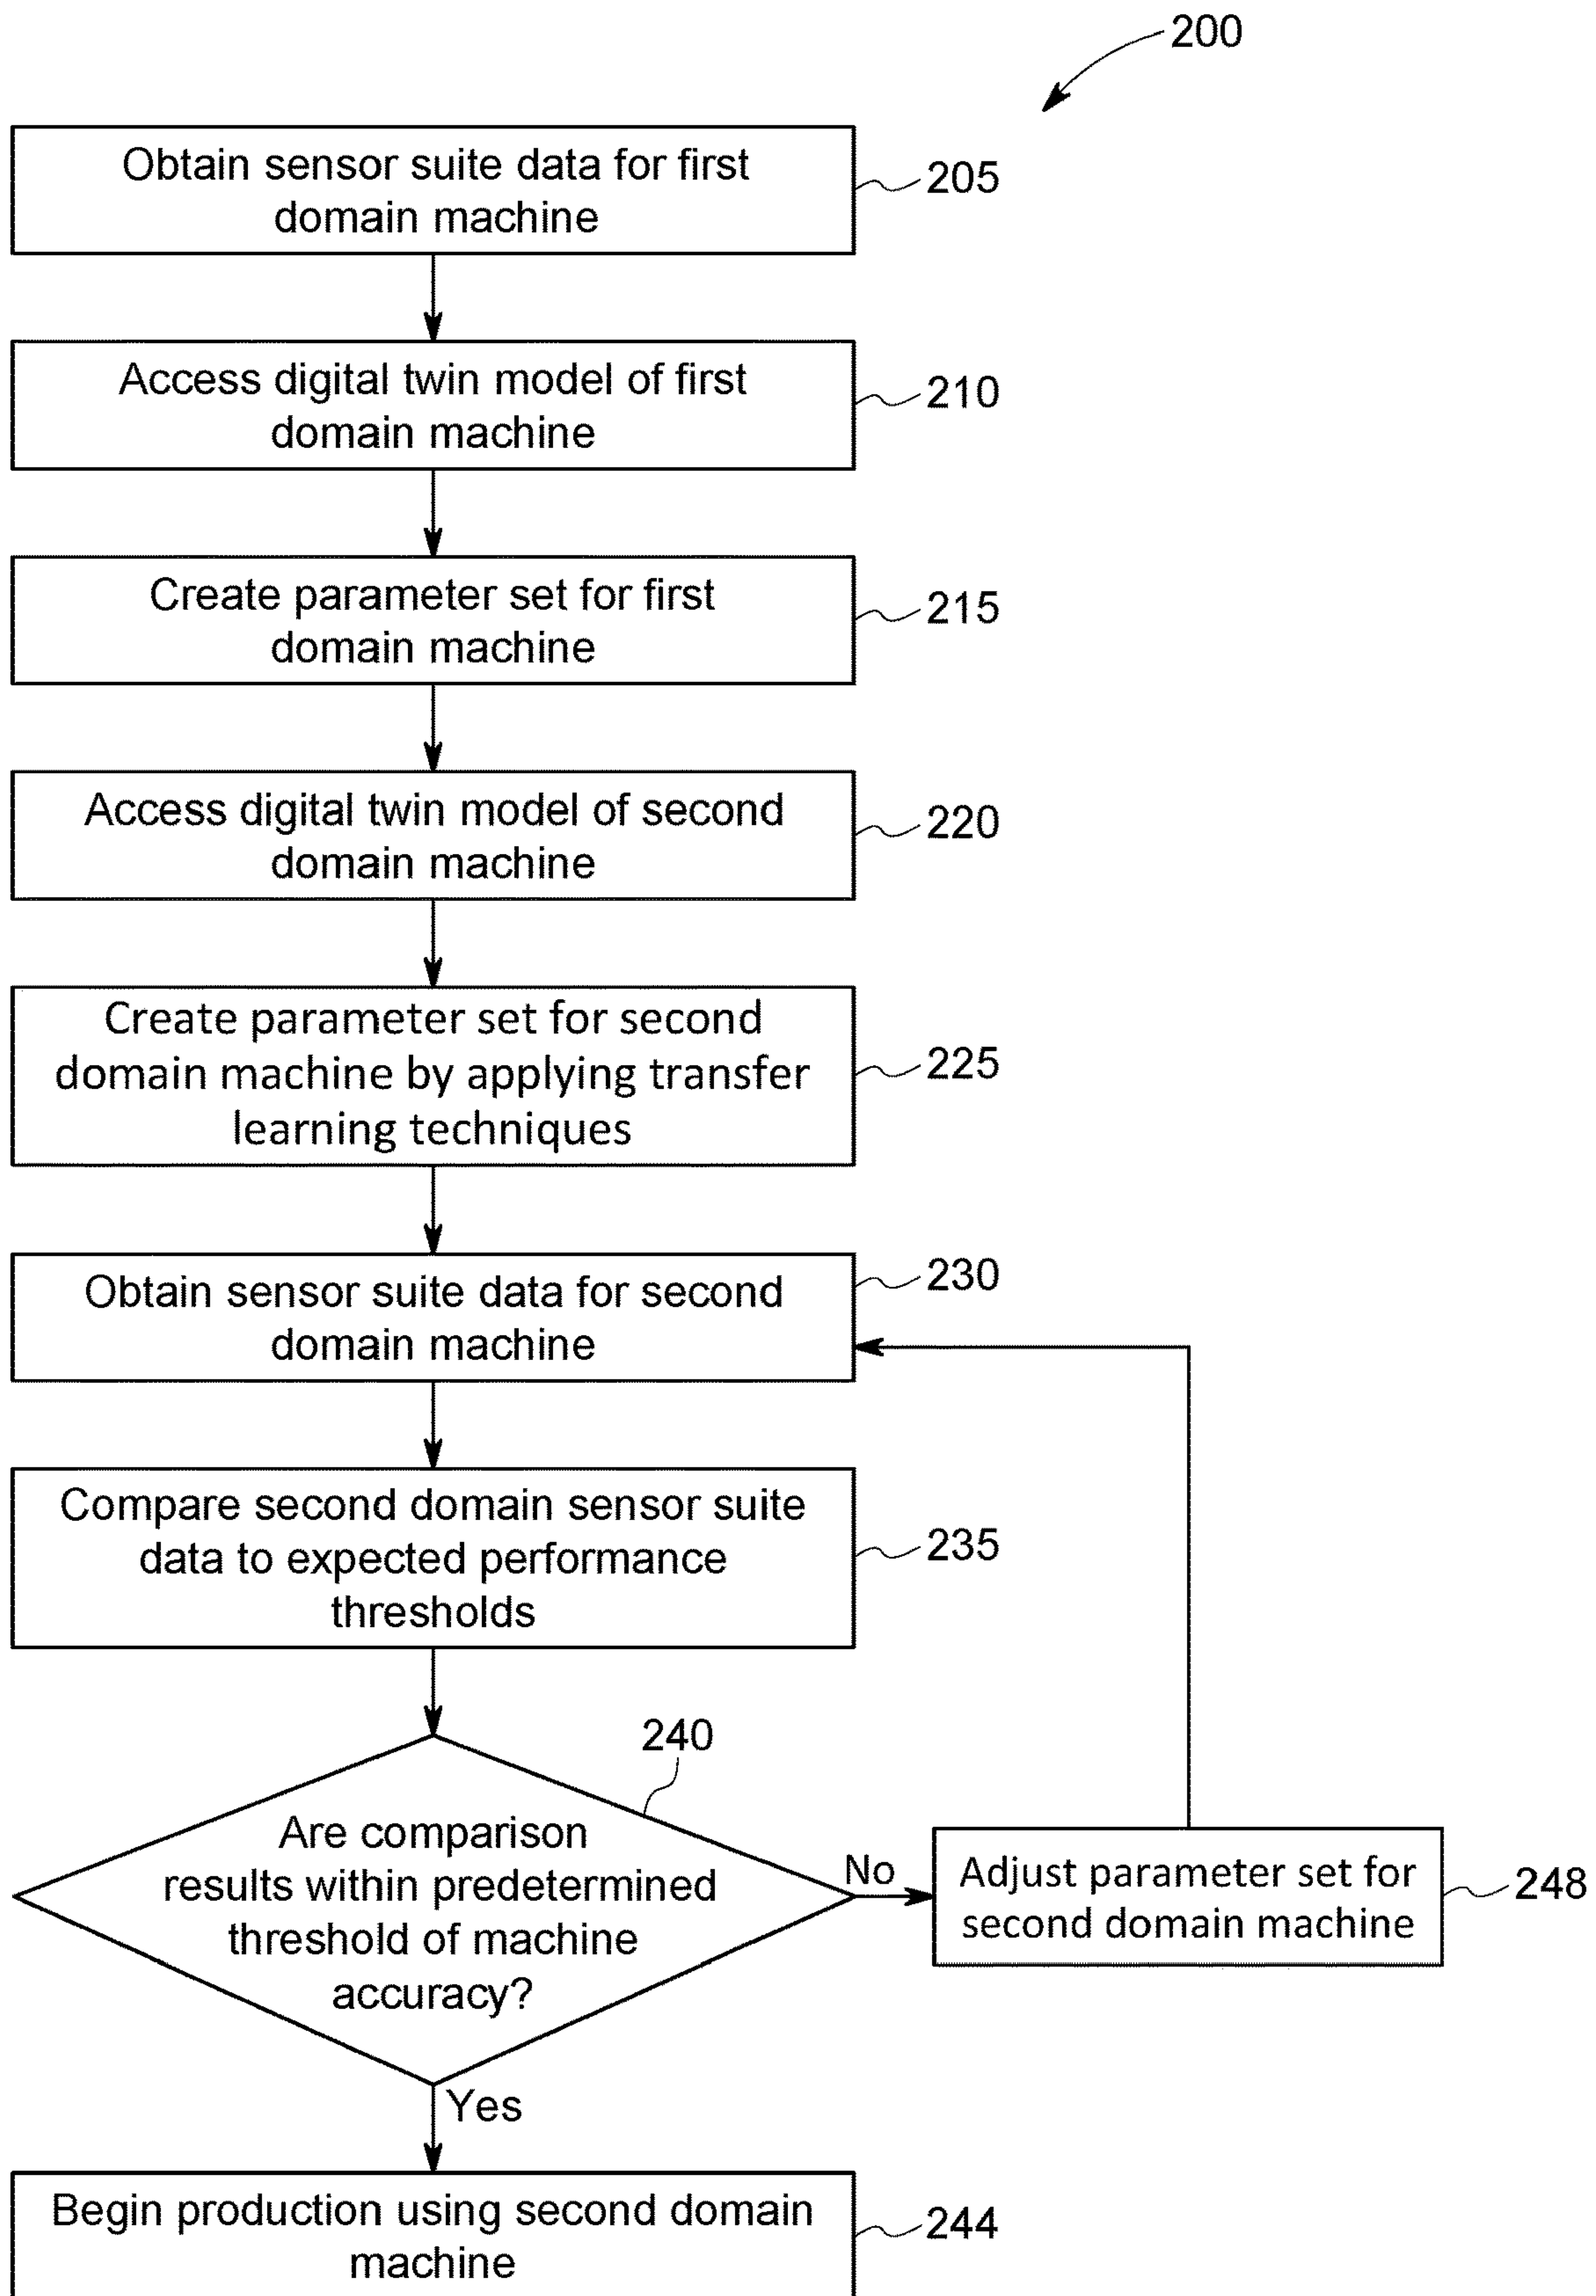 200
Obtain sensor suite data for first
domain machine
205
Access digital twin model of first
domain machine
210
Create parameter set for first
domain machine
215
Access digital twin model of second
domain machine
220
Create parameter set for second
domain machine by applying transfer
learning techniques
225
Obtain sensor suite data for second
domain machine
230
Compare second domain sensor suite
data to expected performance
thresholds
235
240
Are comparison
results within predetermined
threshold of machine
accuracy?
No
Adjust parameter set for
second domain machine
248
Yes
Begin production using second domain
machine
244